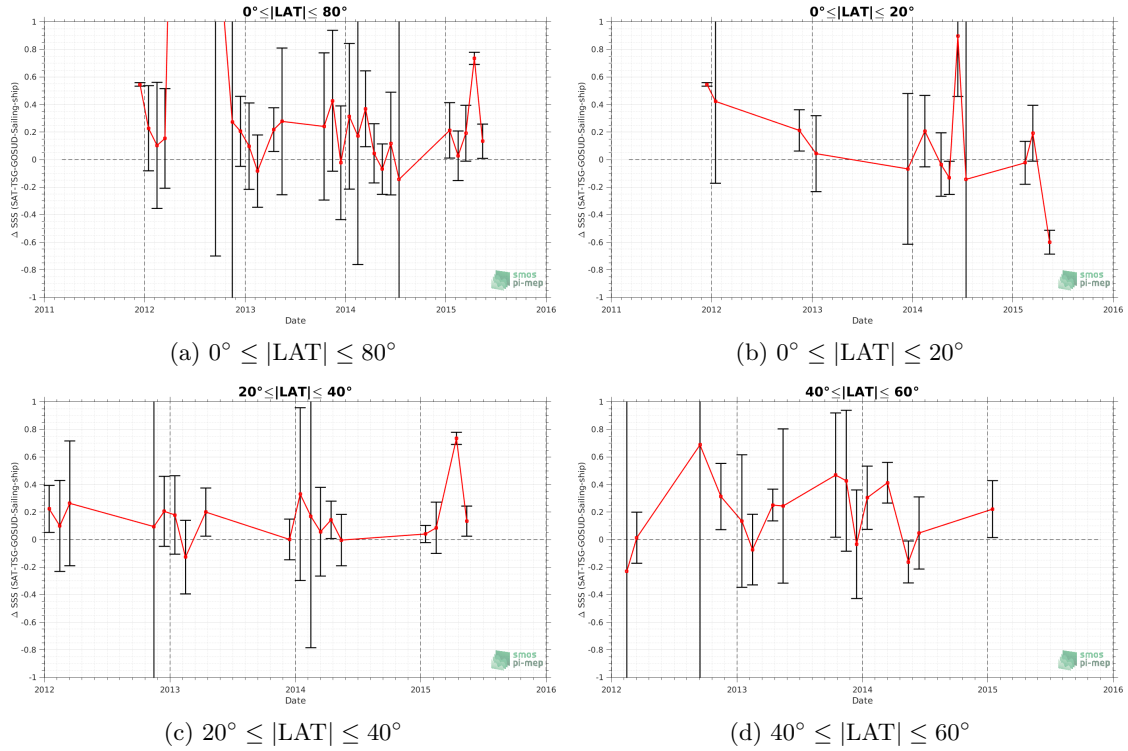 0°≤|LAT|≤ 80°
Δ SSS (SAT-TSG-GOSUD-Sailing-ship)
1
0.8
0.6
0.4
0.2
0
-0.2
-0.4
-0.6
-0.8
-1
smos
pi-mep
2011 2012 2013 2014 2015 2016
Date
(a) 0° ≤ |LAT| ≤ 80°
0°≤|LAT|≤ 20°
Δ SSS (SAT-TSG-GOSUD-Sailing-ship)
1
0.8
0.6
0.4
0.2
0
-0.2
-0.4
-0.6
-0.8
-1
smos
pi-mep
2011 2012 2013 2014 2015 2016
Date
(b) 0° ≤ |LAT| ≤ 20°
20°≤|LAT|≤ 40°
Δ SSS (SAT-TSG-GOSUD-Sailing-ship)
1
0.8
0.6
0.4
0.2
0
-0.2
-0.4
-0.6
-0.8
-1
smos
pi-mep
2012 2013 2014 2015 2016
Date
(c) 20° ≤ |LAT| ≤ 40°
40°≤|LAT|≤ 60°
Δ SSS (SAT-TSG-GOSUD-Sailing-ship)
1
0.8
0.6
0.4
0.2
0
-0.2
-0.4
-0.6
-0.8
-1
smos
pi-mep
2012 2013 2014 2015 2016
Date
(d) 40° ≤ |LAT| ≤ 60°